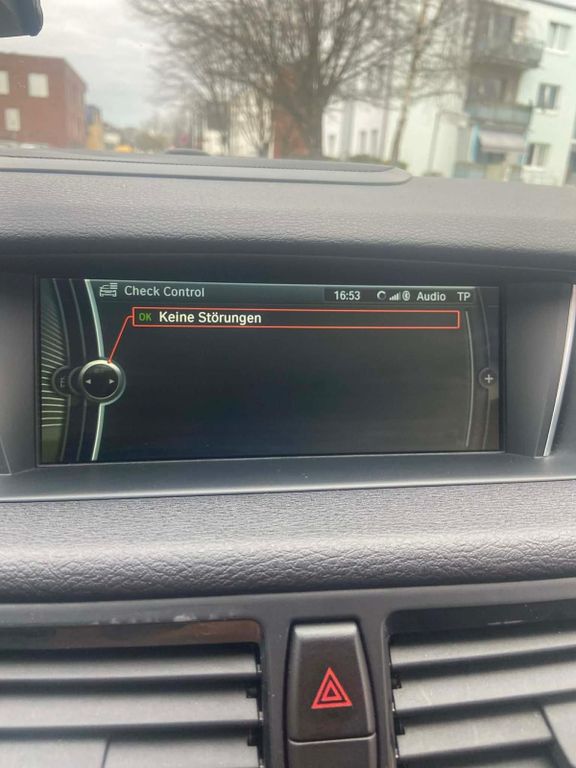 Check Control
16:53
Audio
TP
OK Keine Störungen